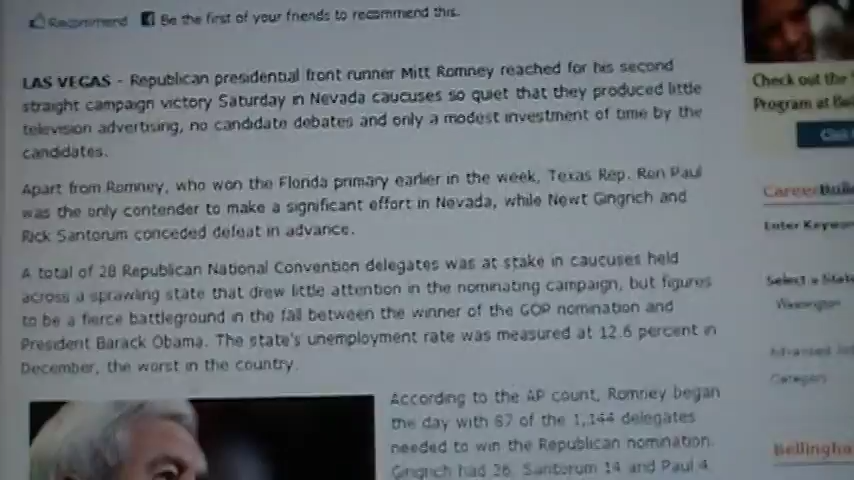 Recommend Be the first of your friends to recommend this.
LAS VEGAS - Republican presidential front runner Mitt Romney reached for his second
straight campaign victory Saturday in Nevada caucuses so quiet that they produced little
television advertising, no candidate debates and only a modest investment of time by the
candidates.
Apart from Romney, who won the Florida primary earlier in the week, Texas Rep. Ron Paul
was the only contender to make a significant effort in Nevada, while Newt Gingrich and
Rick Santorum conceded defeat in advance.
A total of 28 Republican National Convention delegates was at stake in caucuses held
across a sprawling state that drew little attention in the nominating campaign, but figures
to be a fierce battleground in the fall between the winner of the GOP nomination and
President Barack Obama. The state's unemployment rate was measured at 12.6 percent in
December, the worst in the country.
According to the AP count, Romney began
the day with 87 of the 1,144 delegates
needed to win the Republican nomination.
Gingrich had 26, Santorum 14 and Paul 4.
Check out the
Program at
Enter
Select a
Washington
Category